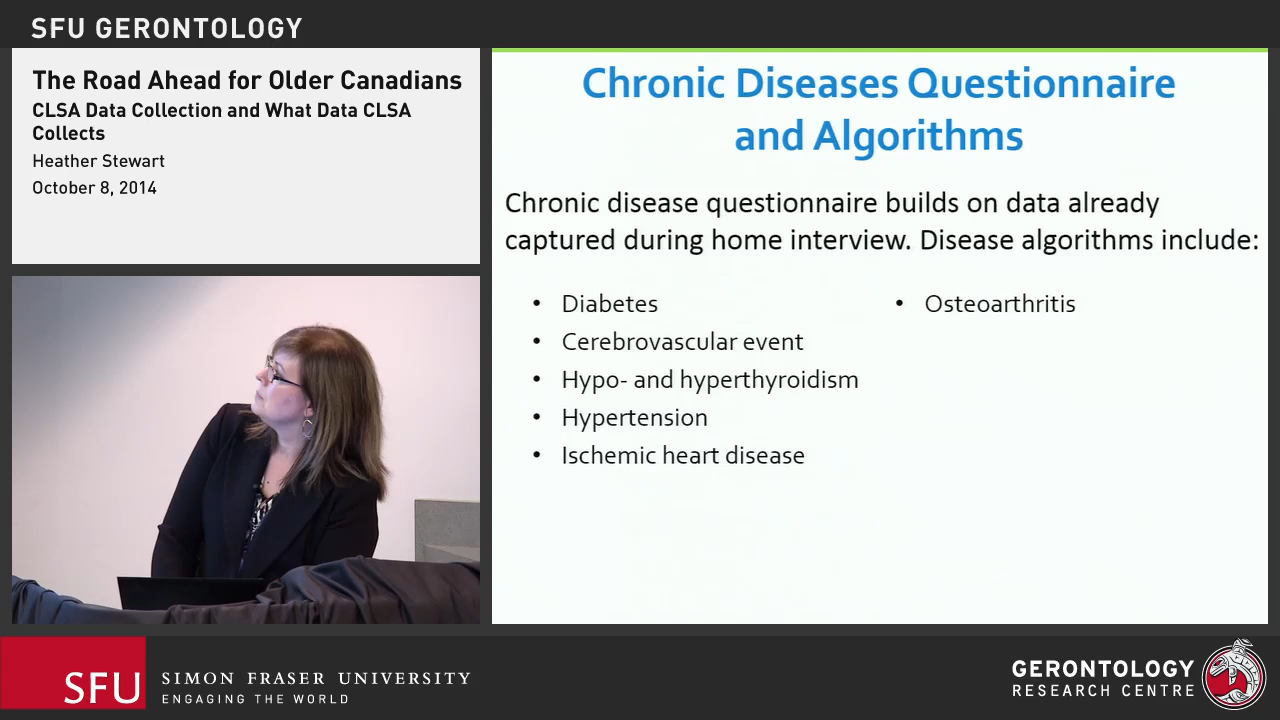 SFU GERONTOLOGY
The Road Ahead for Older Canadians
CLSA Data Collection and What Data CLSA
Collects
Heather Stewart
October 8, 2014
Chronic Diseases Questionnaire
and Algorithms
Chronic disease questionnaire builds on data already
captured during home interview. Disease algorithms include:
• Diabetes
• Cerebrovascular event
• Hypo- and hyperthyroidism
• Hypertension
• Ischemic heart disease
• Osteoarthritis
SFU
SIMON FRASER UNIVERSITY
ENGAGING THE WORLD
GERONTOLOGY
RESEARCH CENTRE